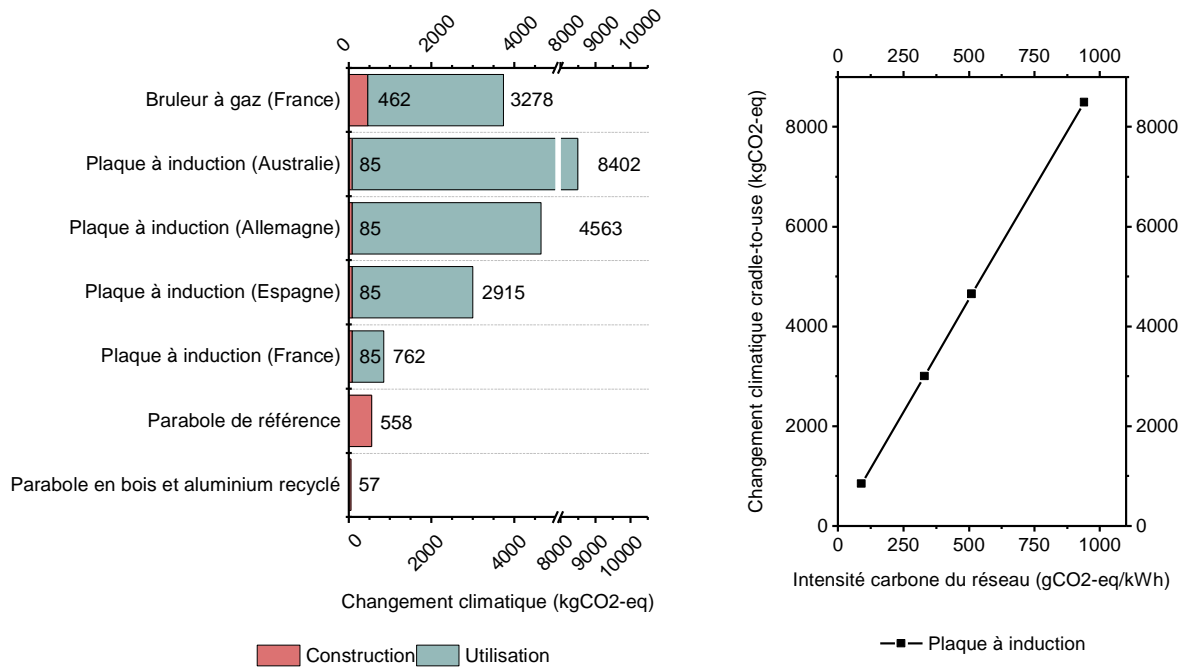 0 2000 4000 8000 9000 10000
Bruleur à gaz (France) 462 3278
Plaque à induction (Australie) 85 8402
Plaque à induction (Allemagne) 85 4563
Plaque à induction (Espagne) 85 2915
Plaque à induction (France) 85 762
Parabole de référence 558
Parabole en bois et aluminium recyclé 57
0 2000 4000 8000 9000 10000
Changement climatique (kgCO2-eq)
Construction Utilisation
0 250 500 750 1000
Changement climatique cradle-to-use (kgCO2-eq)
8000 8000
6000 6000
4000 4000
2000 2000
0 0
0 250 500 750 1000
Intensité carbone du réseau (gCO2-eq/kWh)
Plaque à induction